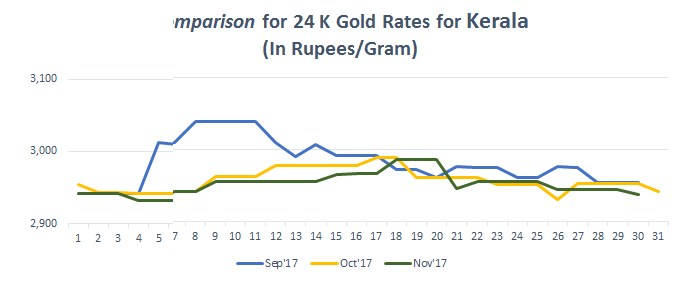 mparison for 24 K Gold Rates for Kerala
(In Rupees/Gram)
3,100
3,000
2,900
1 2 3 4 5 7 8 9 10 11 12 13 14 15 16 17 18 19 20 21 22 23 24 25 26 27 28 29 30 31
Sep'17 Oct'17 Nov'17